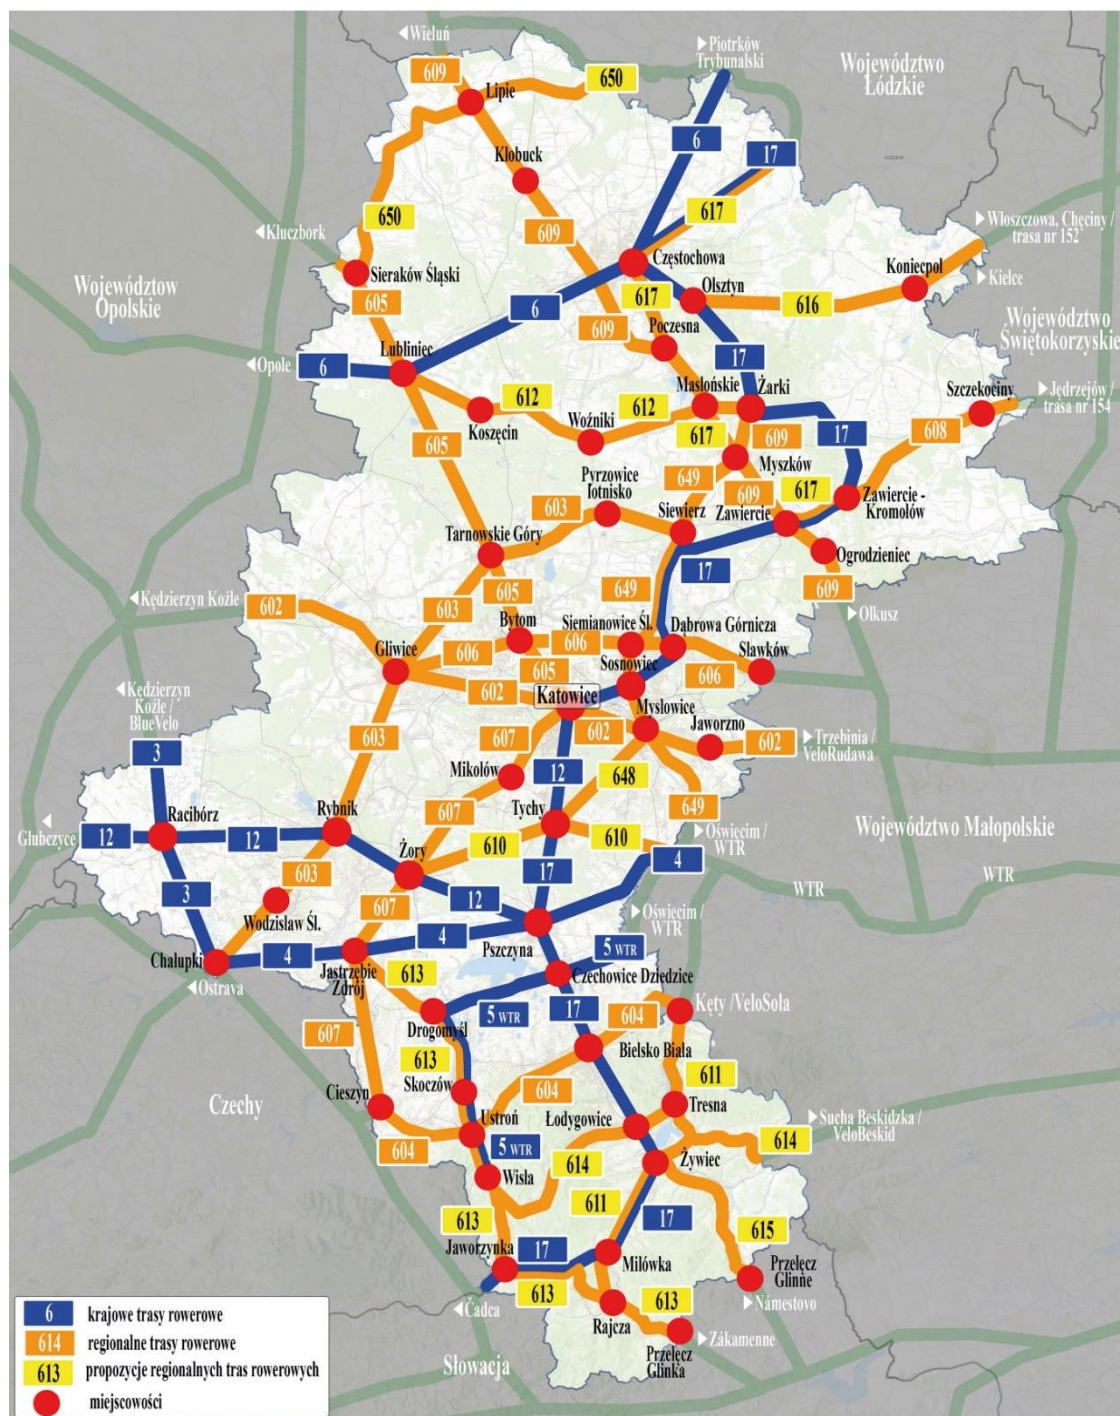 Wieluń
Piotrków
Trybunalski
Województwo
Łódzkie
609
650
Lipie
6
17
Kłobuck
650
617
609
Kluczbork
Włoszczowa, Chęciny /
trasa nr 152
Częstochowa
Koniecpol
Sieraków Śląski
Kielce
Województow
Opolskie
605
617
Olsztyn
616
6
Województwo
Świętokorzyskie
609
Poczesna
Lubliniec
Opole
6
17
Masłońskie
Żarki
Szczekociny
Jędrzejów /
trasa nr 154
612
612
Koszęcin
Woźniki
617
609
17
608
605
Myszków
Pyrzowice
lotnisko
649
609
617
Zawiercie -
Kromołów
603
Siewierz
Zawiercie
Tarnowskie Góry
Ogrodzieniec
17
605
649
609
Kędzierzyn Koźle
602
603
Olkusz
Bytom
Siemianowice Śl.
Dąbrowa Górnicza
606
606
Gliwice
605
Sosnowiec
606
Sławków
Kędzierzyn
Koźle /
BlueVelo
602
Katowice
Mysłowice
Jaworzno
602
602
Trzebinia /
VeloRudawa
603
607
3
Mikołów
12
648
649
Racibórz
Rybnik
Tychy
Głubczyce
12
12
607
610
610
Oświęcim /
WTR
Województwo Małopolskie
Żory
4
603
17
WTR
WTR
3
12
Wodzisław Śl.
607
Oświęcim /
WTR
4
Pszczyna
Chałupki
4
5 WTR
Jastrzębie
Zdrój
613
Czechowice Dziedzice
Ostrava
5 WTR
17
604
Kęty /VeloSoła
Drogomyśl
607
Bielsko Biała
613
611
Skoczów
604
Cieszyn
Tresna
Czechy
Ustroń
Łodygowice
Sucha Beskidzka /
VeloBeskid
604
5 WTR
614
Żywiec
Wisła
614
611
613
17
615
Jaworzynka
17
Milówka
Przełęcz
Glinne
613
Čadca
613
Námestovo
Rajcza
Zákamenne
Przełęcz
Glinka
Słowacja
6 krajowe trasy rowerowe
614 regionalne trasy rowerowe
613 propozycje regionalnych tras rowerowych
miejscowości